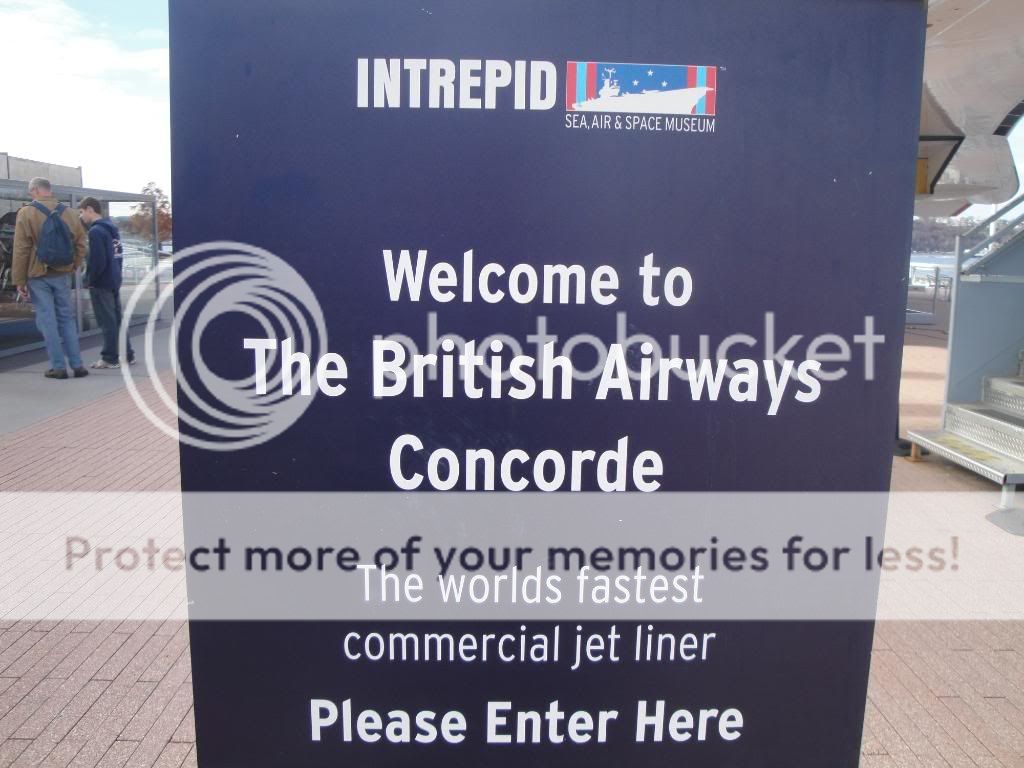 INTREPID
SEA, AIR & SPACE MUSEUM
™
Welcome to
The British Airways
photobucket
Concorde
Protect more of your memories for less!
The worlds fastest
commercial jet liner
Please Enter Here